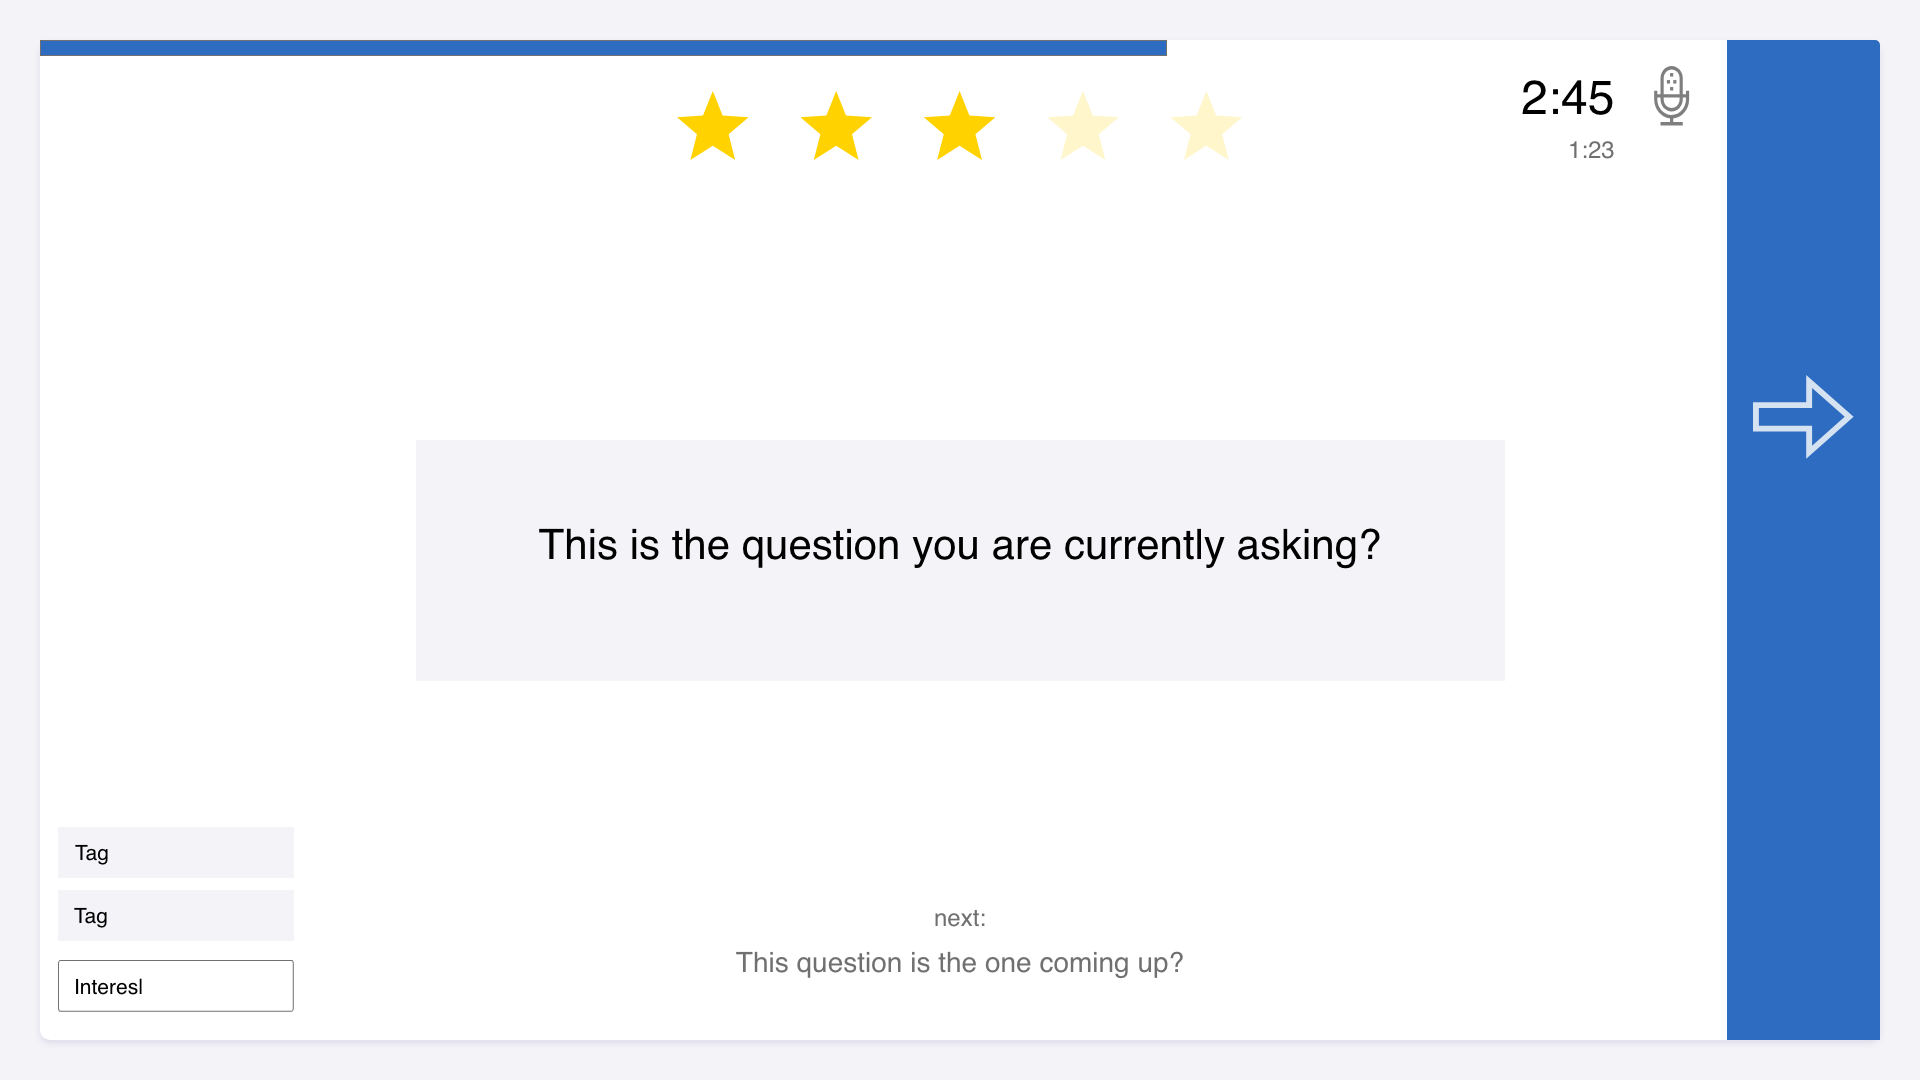 2:45
1:23
This is the question you are currently asking?
Tag
Tag
Interesl
next:
This question is the one coming up?